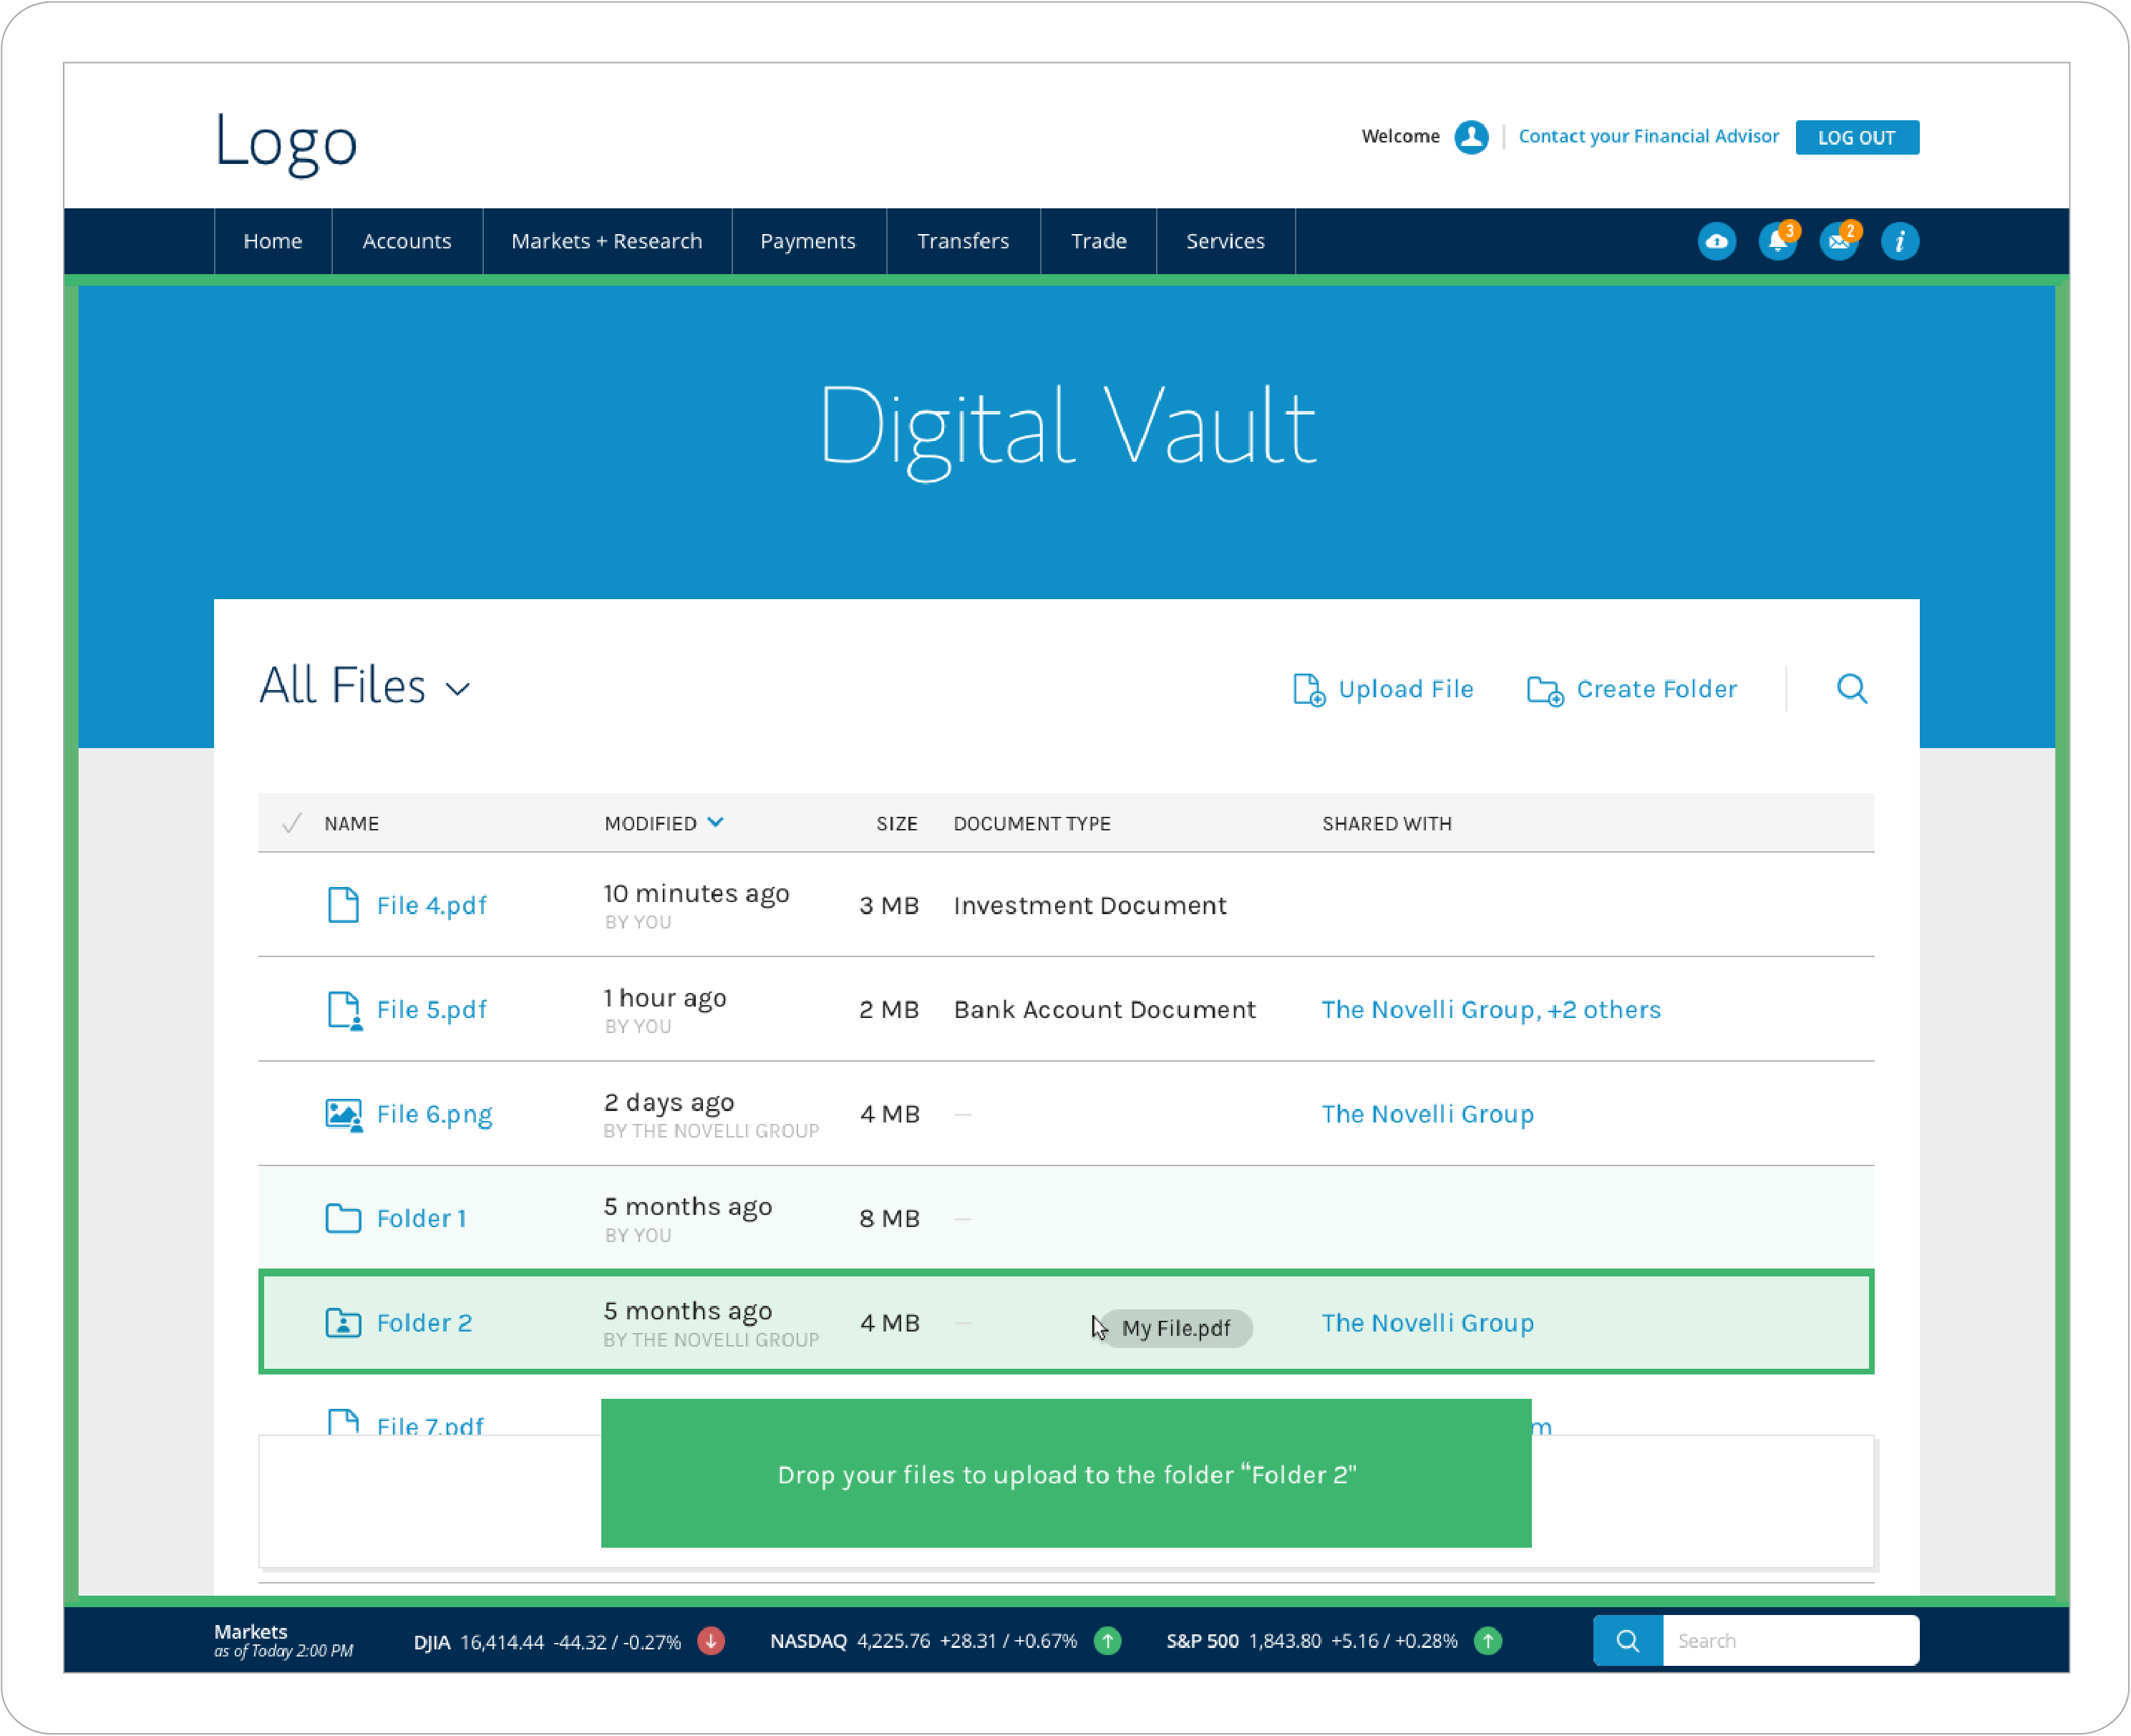 Logo
Welcome Contact your Financial Advisor LOG OUT
Home Accounts Markets + Research Payments Transfers Trade Services 3 2 i
Digital Vault
All Files Upload File Create Folder
NAME MODIFIED SIZE DOCUMENT TYPE SHARED WITH
File 4.pdf 10 minutes ago 3 MB Investment Document
BY YOU
File 5.pdf 1 hour ago 2 MB Bank Account Document The Novelli Group, +2 others
BY YOU
File 6.png 2 days ago 4 MB — The Novelli Group
BY THE NOVELLI GROUP
Folder 1 5 months ago 8 MB —
BY YOU
Folder 2 5 months ago 4 MB — My File.pdf The Novelli Group
BY THE NOVELLI GROUP
File 7.pdf m
Drop your files to upload to the folder “Folder 2"
Markets
as of Today 2:00 PM
DJIA 16,414.44 -44.32 / -0.27% NASDAQ 4,225.76 +28.31 / +0.67% S&P 500 1,843.80 +5.16 / +0.28% Search